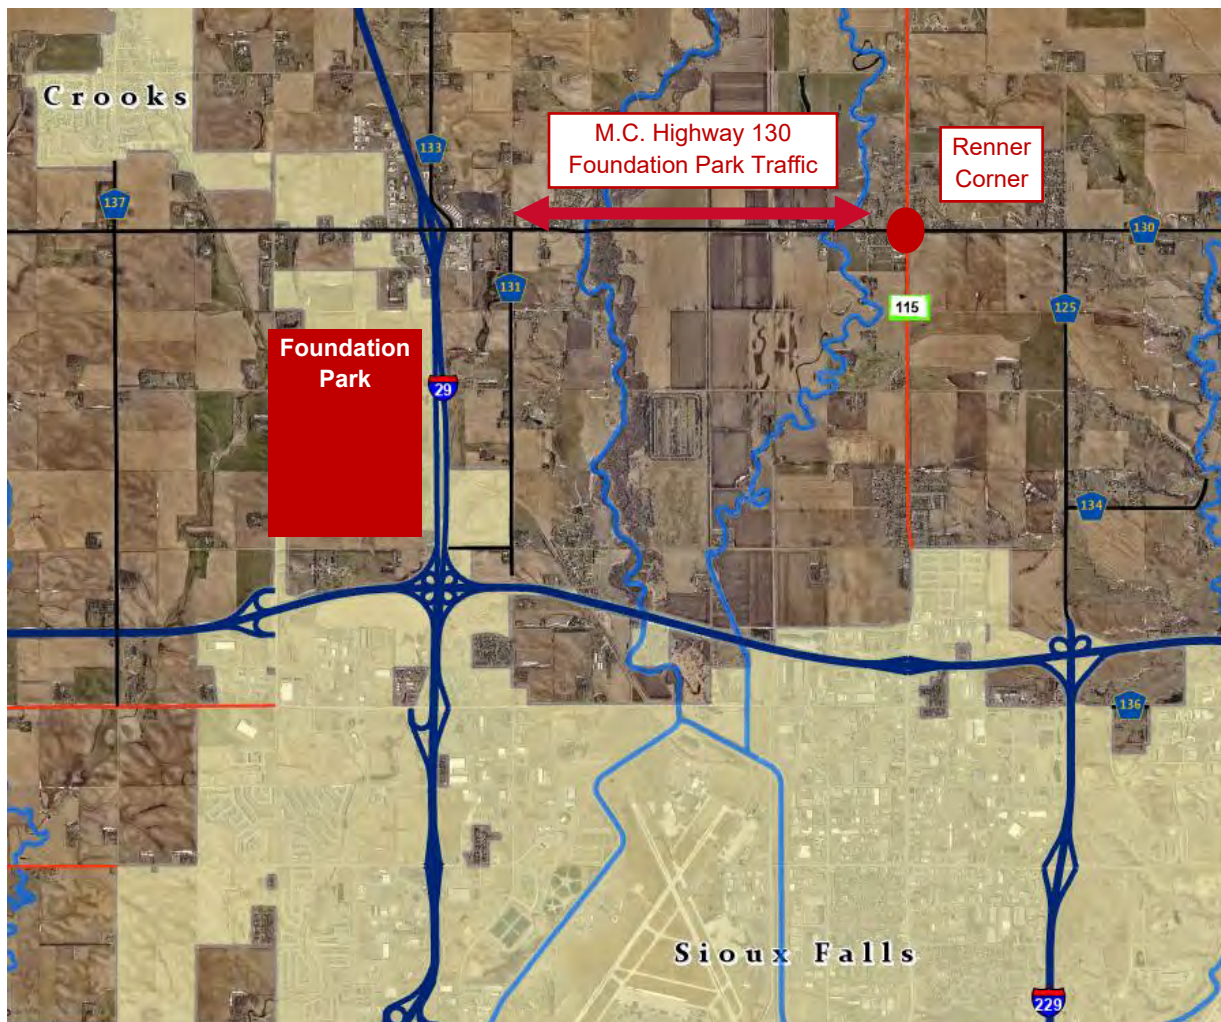 Crooks
M.C. Highway 130
Foundation Park Traffic
Renner
Corner
133
137
130
131
115
125
Foundation
Park
29
134
136
Sioux Falls
229